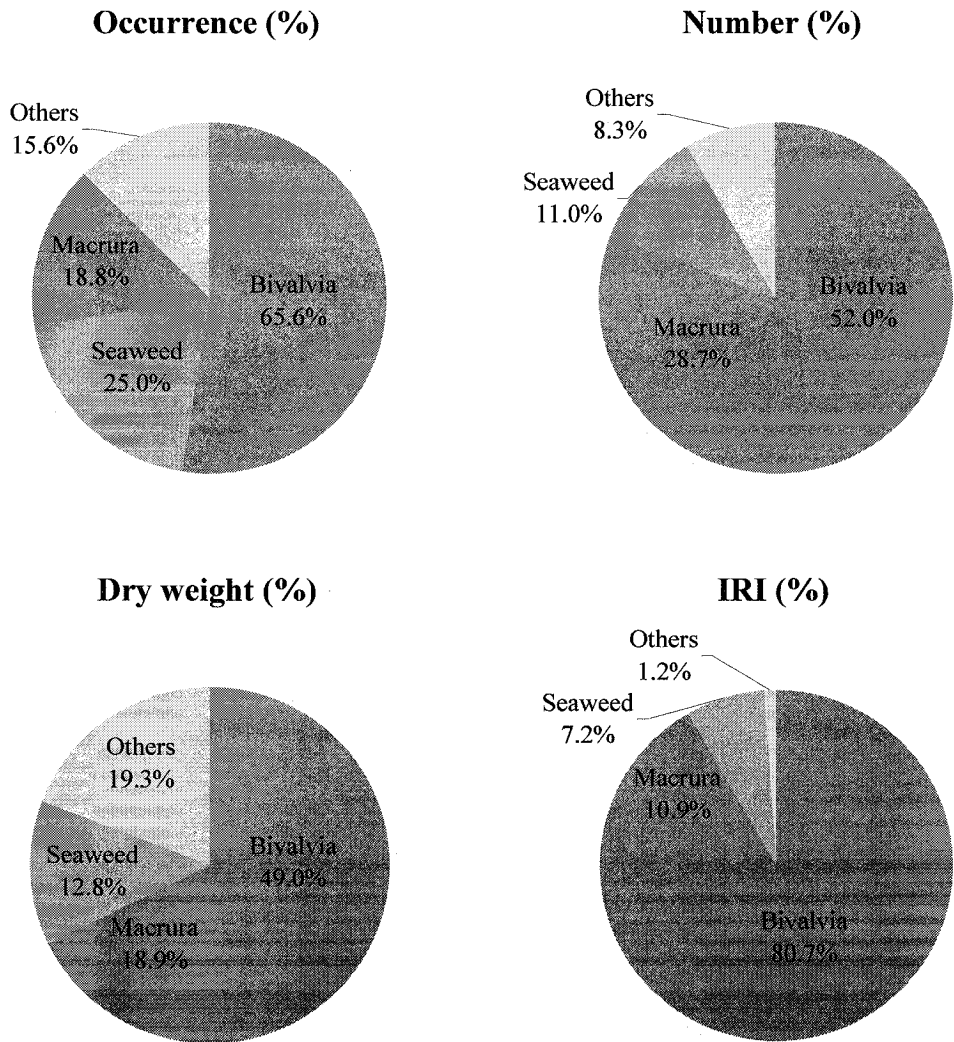 Occurrence (%)
Others
15.6%
Macrura
18.8%
Bivalvia
65.6%
Seaweed
25.0%
Number (%)
Others
8.3%
Seaweed
11.0%
Bivalvia
52.0%
Macrura
28.7%
Dry weight (%)
Others
19.3%
Bivalvia
49.0%
Seaweed
12.8%
Macrura
18.9%
IRI (%)
Others
1.2%
Seaweed
7.2%
Macrura
10.9%
Bivalvia
80.7%